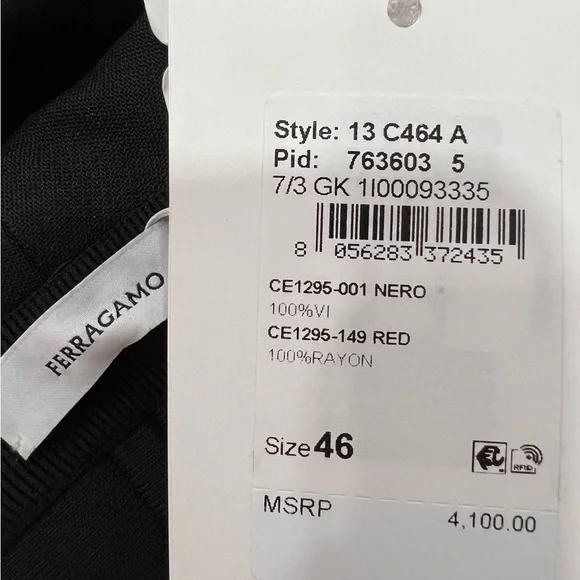 FERRAGAMO
Style: 13 C464 A
Pid: 763603 5
7/3 GK 1I00093335
8 056283 372435
CE1295-001 NERO
100%VI
CE1295-149 RED
100%RAYON
Size 46
RFID
MSRP 4,100.00